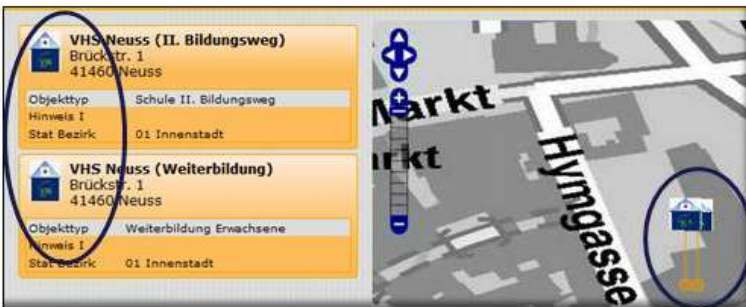 VHS Neuss (II. Bildungsweg)
Brückstr. 1
41460 Neuss
Objekttyp Schule II. Bildungsweg
Hinweis I
Stat Bezirk 01 Innenstadt
VHS Neuss (Weiterbildung)
Brückstr. 1
41460 Neuss
Objekttyp Weiterbildung Erwachsene
Hinweis I
Stat Bezirk 01 Innenstadt
Markt
arkt
Hymgasse